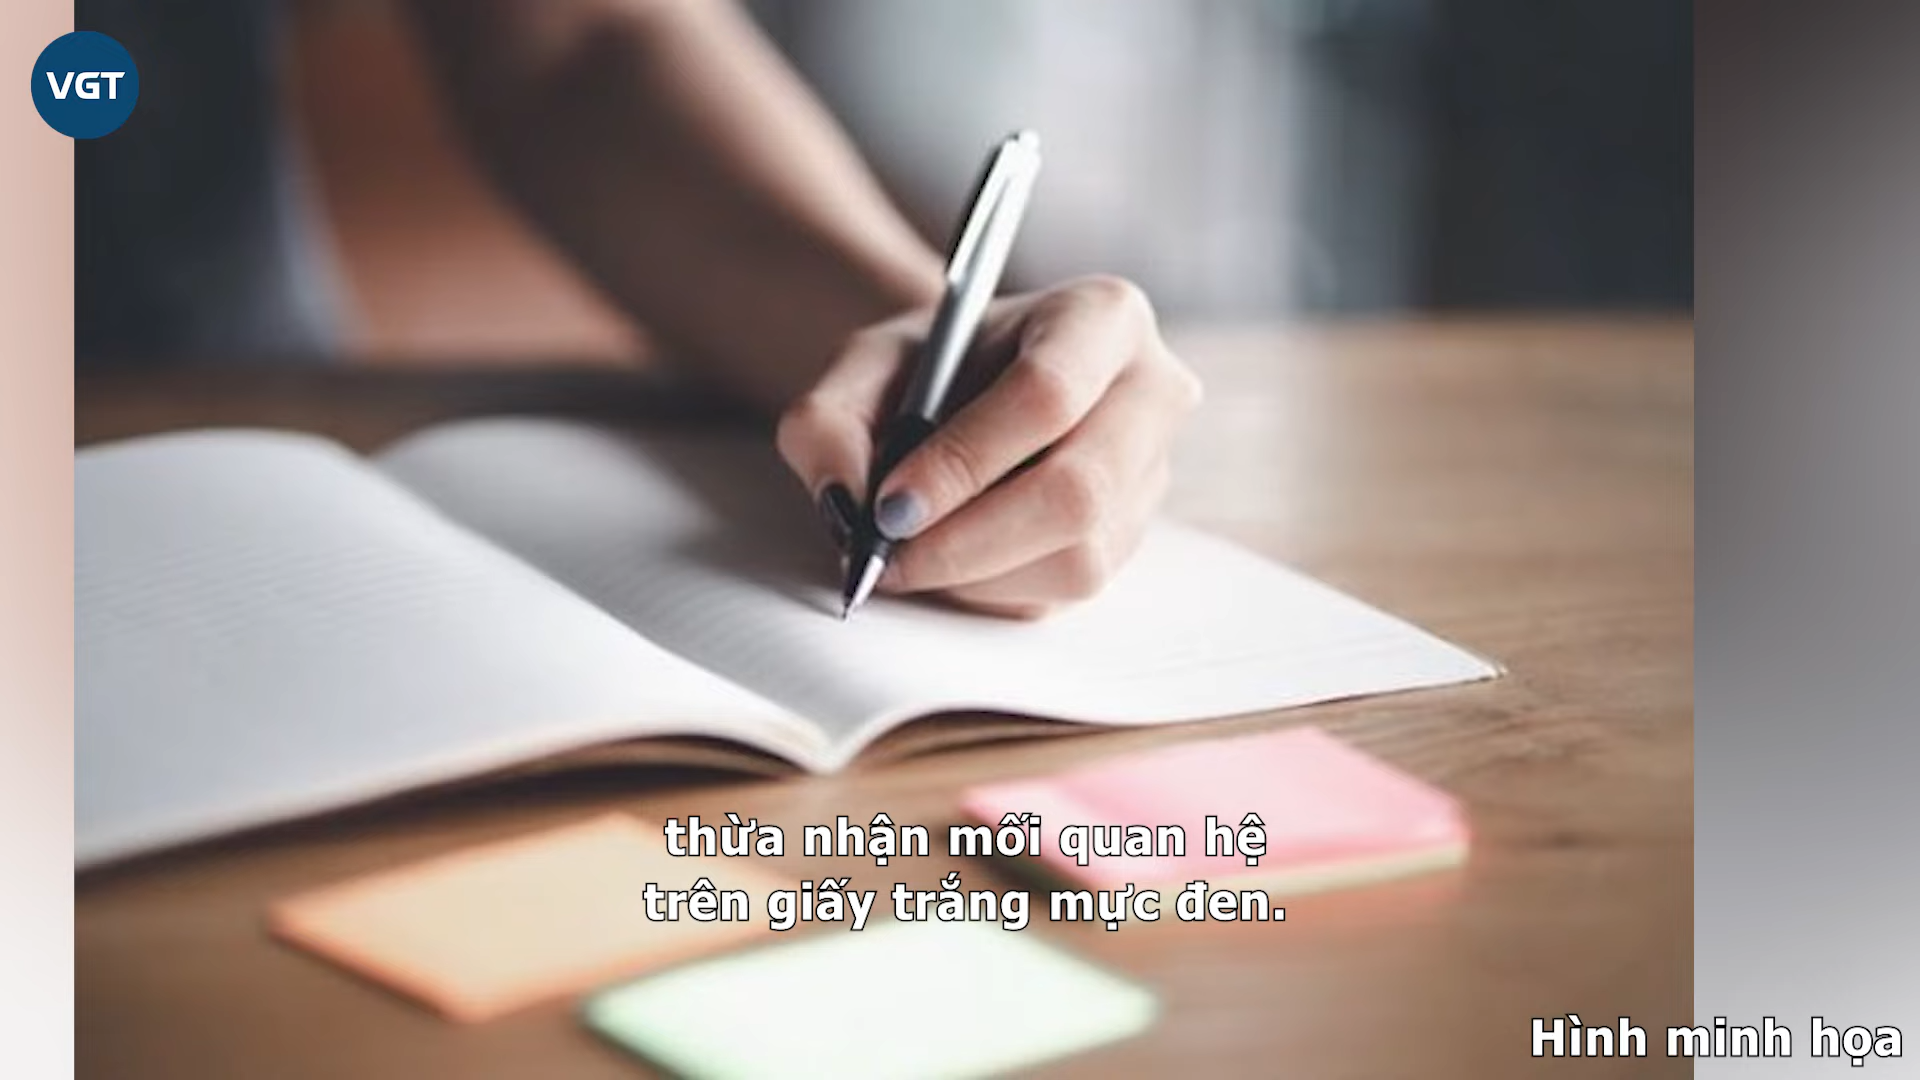 VGT
thừa nhận mối quan hệ
trên giấy trắng mực đen.
Hình minh họa